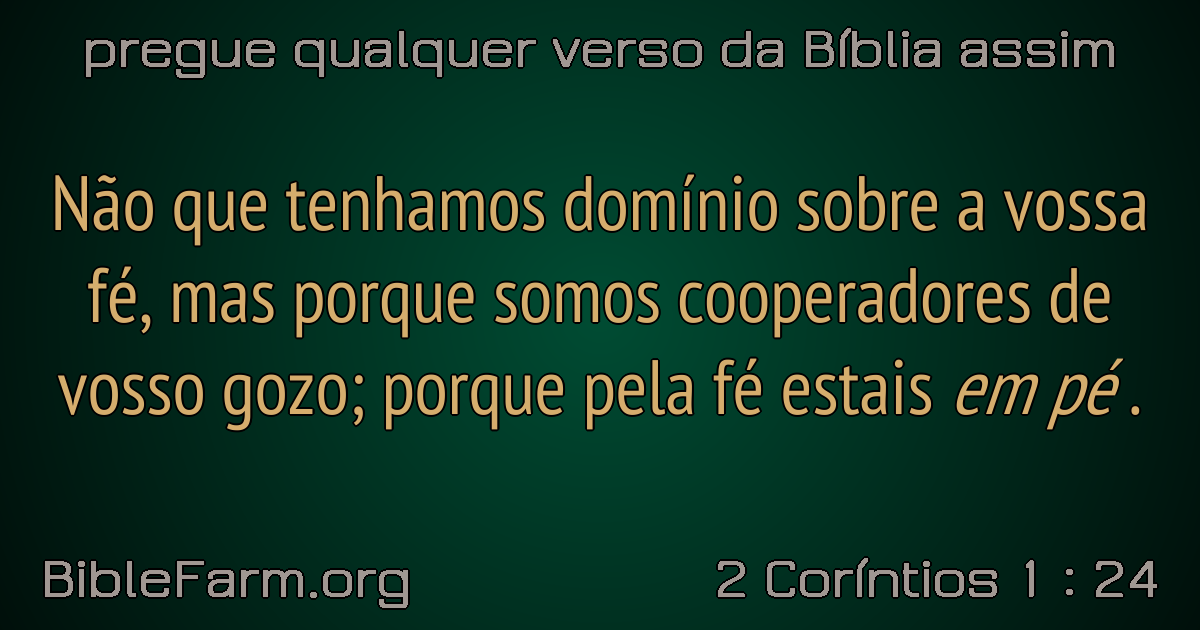 pregue qualquer verso da Bíblia assim
Não que tenhamos domínio sobre a vossa
fé, mas porque somos cooperadores de
vosso gozo; porque pela fé estais em pé .
BibleFarm.org
2 Coríntios 1 : 24